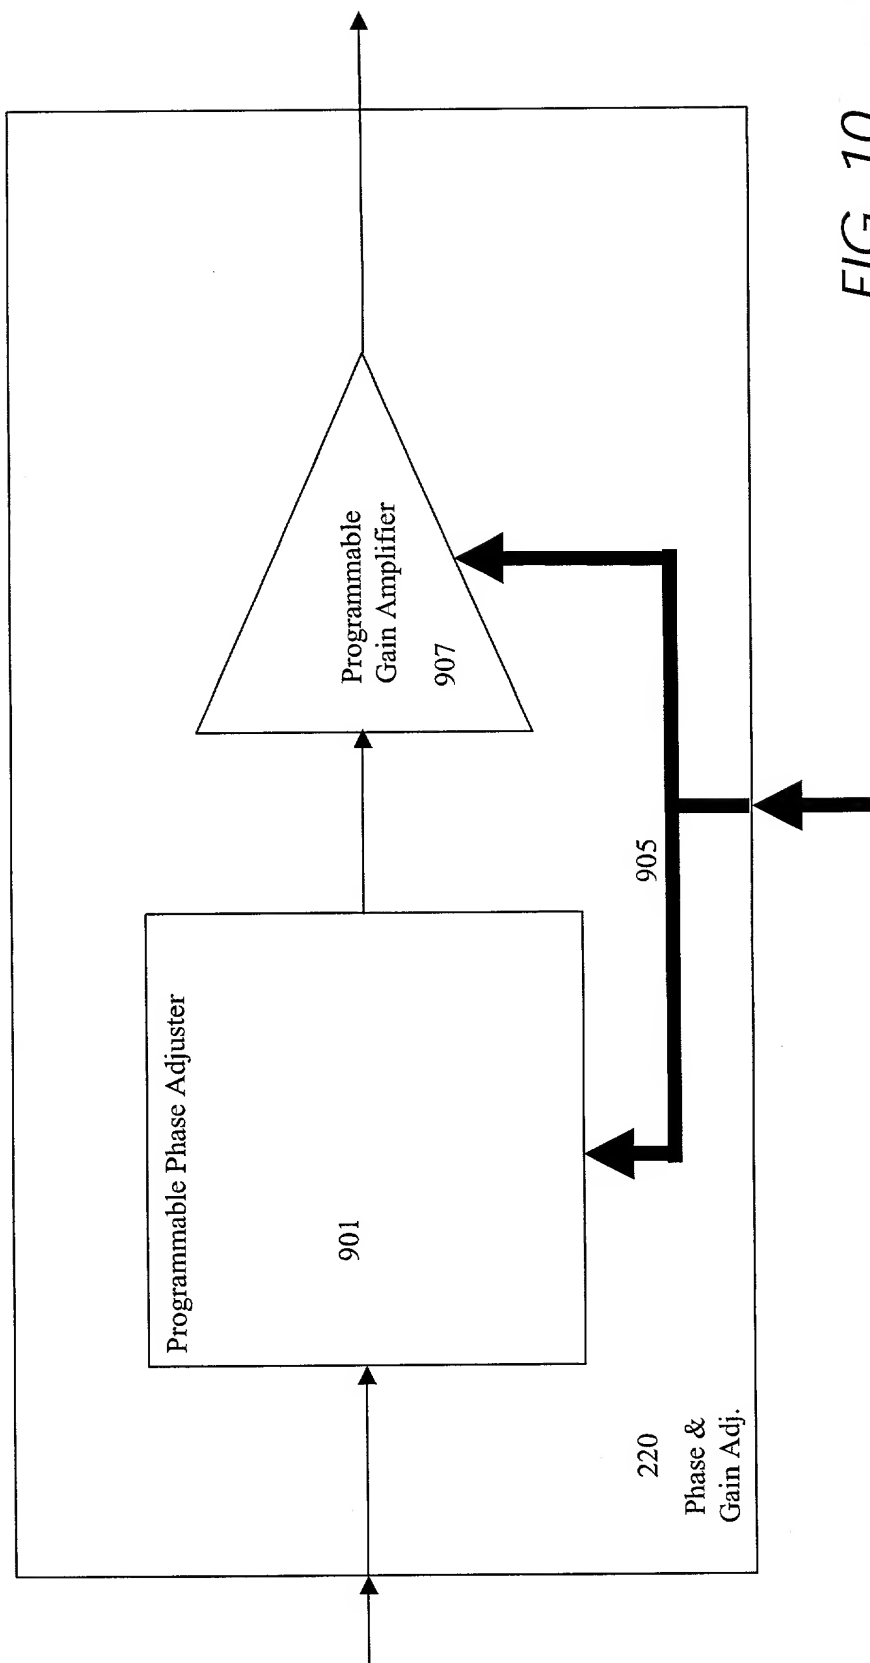 Programmable Phase Adjuster
901
Programmable
Gain Amplifier
907
905
220
Phase &
Gain Adj.
FIG. 10